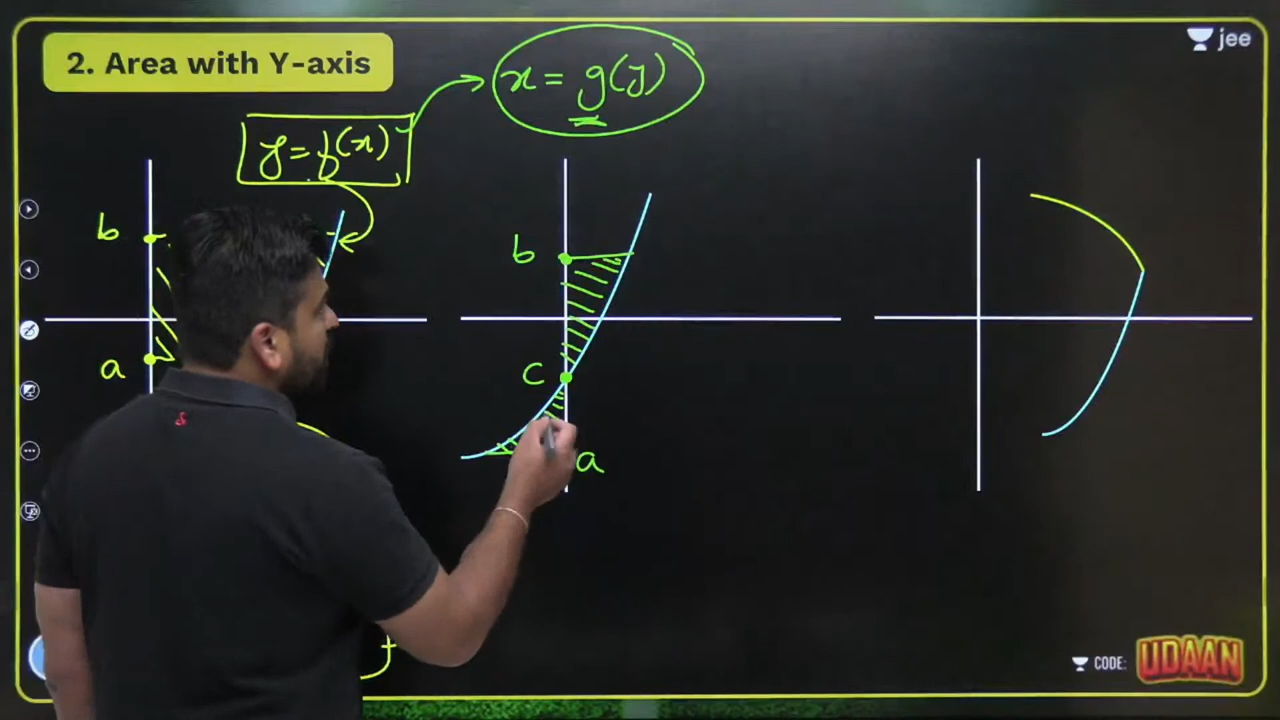 2. Area with Y-axis
x = g(y)
jee
y = f(x)
b
a
b
c
a
CODE:
UDAAN